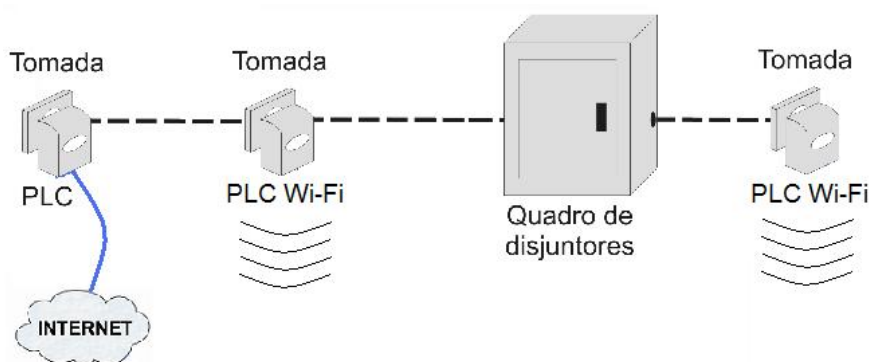 Tomada
Tomada
Tomada
PLC
PLC Wi-Fi
PLC Wi-Fi
Quadro de
disjuntores
INTERNET